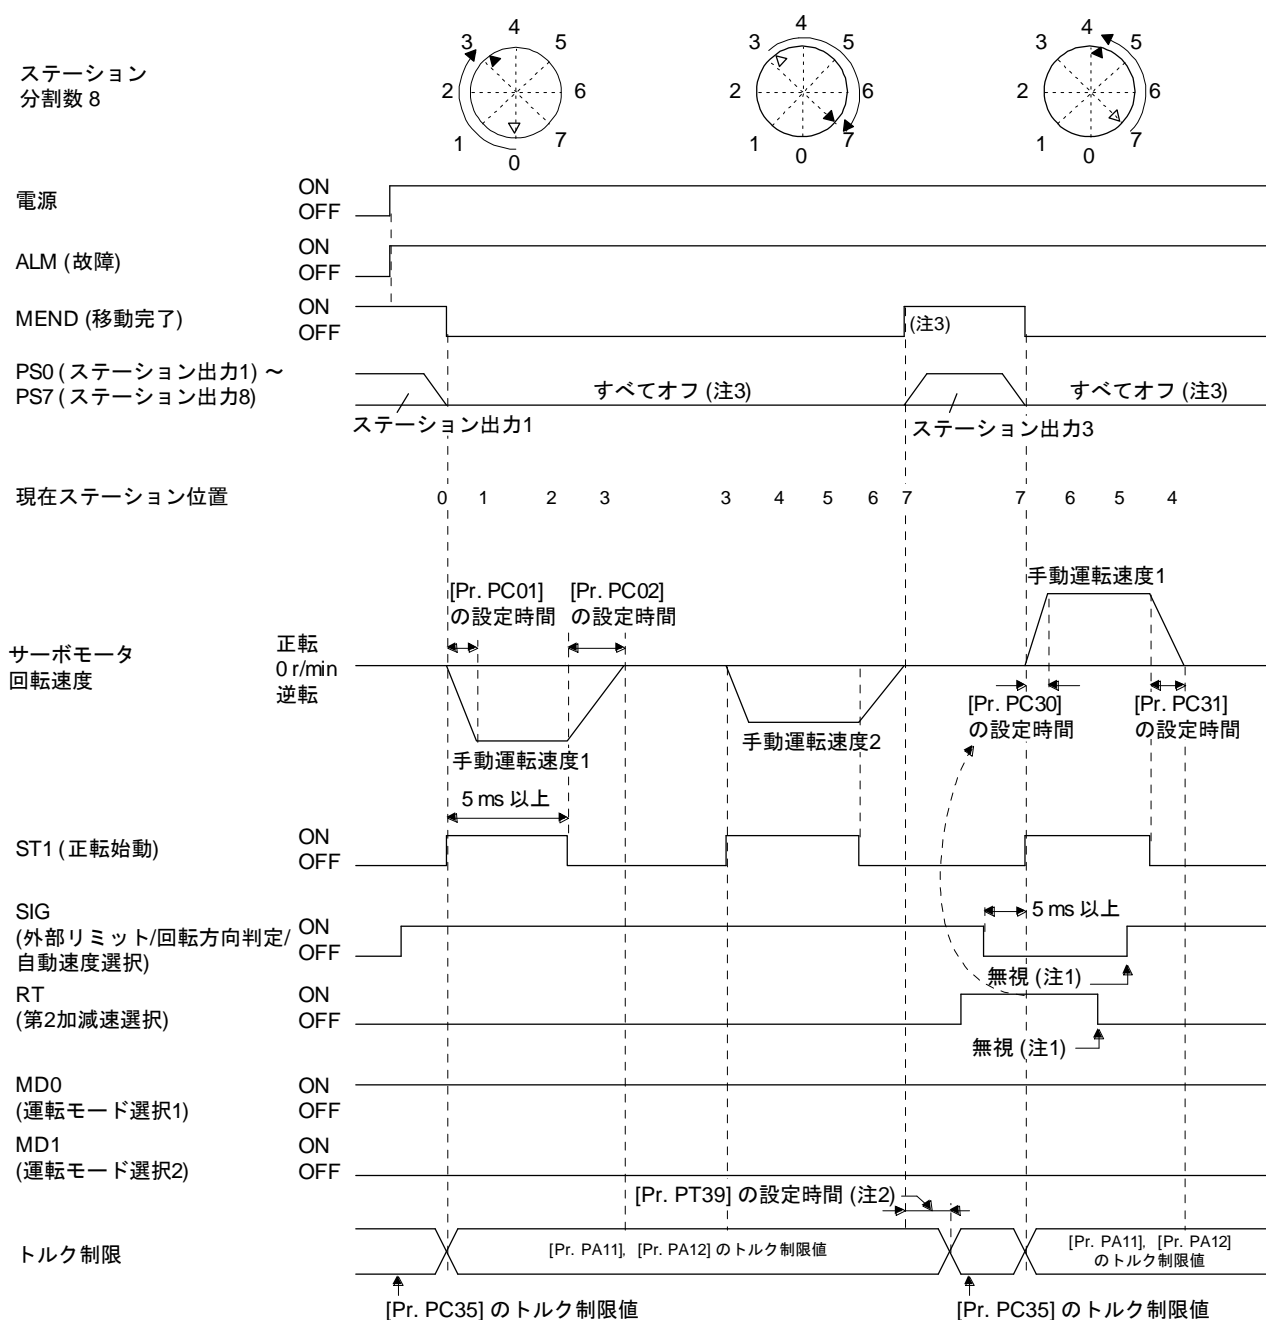 ステーション
分割数 8
3 4 5
2 6
1 0 7
3 4 5
2 6
1 0 7
3 4 5
2 6
1 0 7
電源 ON
OFF
ALM (故障) ON
OFF
MEND (移動完了) ON
OFF
(注3)
PS0 (ステーション出力1) ～
PS7 (ステーション出力8)
すべてオフ (注3)
すべてオフ (注3)
ステーション出力1
ステーション出力3
現在ステーション位置 0 1 2 3 3 4 5 6 7 7 6 5 4
手動運転速度1
[Pr. PC01]
の設定時間
[Pr. PC02]
の設定時間
サーボモータ
回転速度
正転
0 r/min
逆転
[Pr. PC30]
の設定時間
[Pr. PC31]
の設定時間
手動運転速度1
手動運転速度2
5 ms 以上
ST1 (正転始動) ON
OFF
SIG
(外部リミット/回転方向判定/
自動速度選択)
ON
OFF
5 ms 以上
無視 (注1)
RT
(第2加減速選択)
ON
OFF
無視 (注1)
MD0
(運転モード選択1)
ON
OFF
MD1
(運転モード選択2)
ON
OFF
[Pr. PT39] の設定時間 (注2)
トルク制限
[Pr. PA11]，[Pr. PA12] のトルク制限値
[Pr. PA11]，[Pr. PA12]
のトルク制限値
[Pr. PC35] のトルク制限値
[Pr. PC35] のトルク制限値